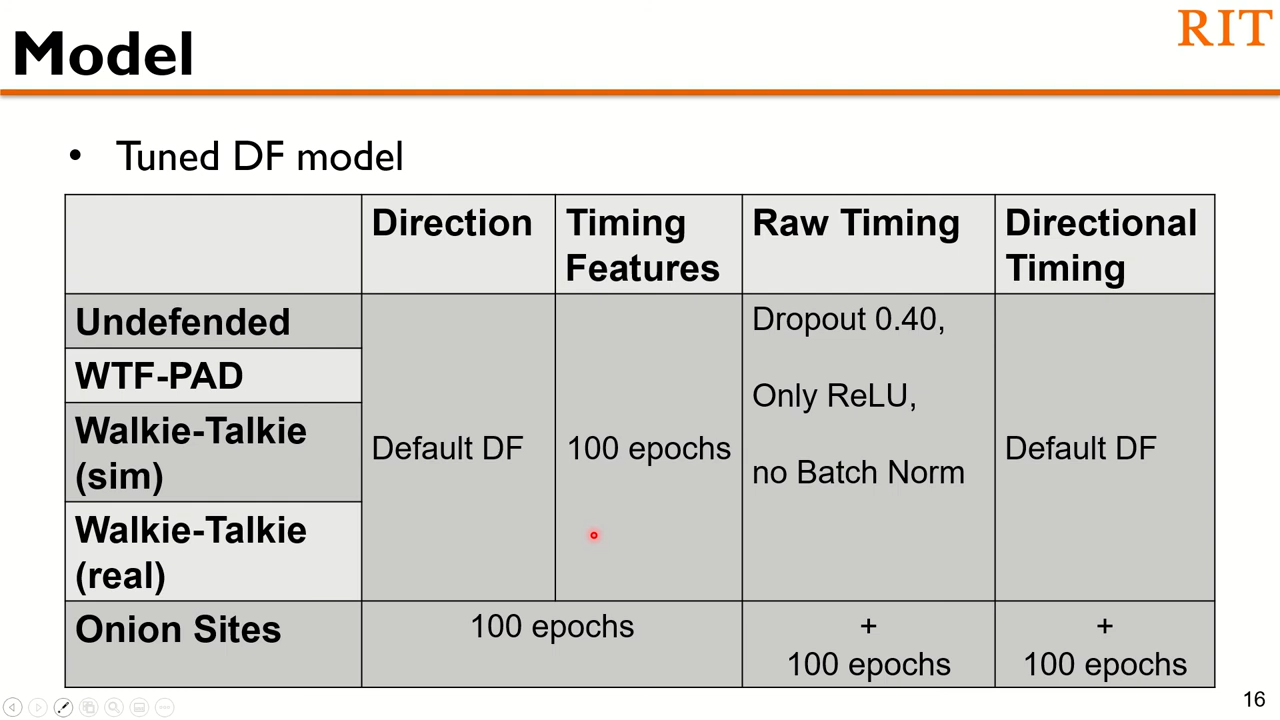 Model
RIT
• Tuned DF model
Direction
Timing
Features
Raw Timing
Directional
Timing
Undefended
WTF-PAD
Walkie-Talkie
(sim)
Walkie-Talkie
(real)
Default DF
100 epochs
Dropout 0.40,
Only ReLU,
no Batch Norm
Default DF
Onion Sites
100 epochs
+
100 epochs
+
100 epochs
16